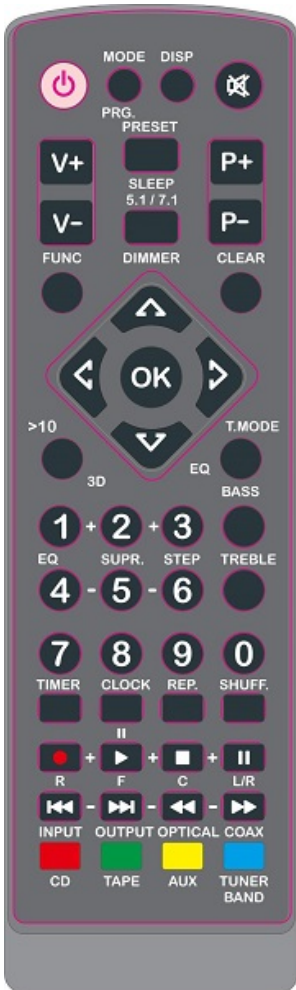 MODE DISP
PRG.
PRESET
V+ P+
SLEEP
5.1 / 7.1
V- P-
FUNC DIMMER CLEAR
OK
>10 T.MODE
3D EQ
BASS
1 + 2 + 3
EQ SUPR. STEP TREBLE
4 - 5 - 6
7 8 9 0
TIMER CLOCK REP. SHUFF.
+ + +
R F C L/R
- - -
INPUT OUTPUT OPTICAL COAX
CD TAPE AUX TUNER
BAND